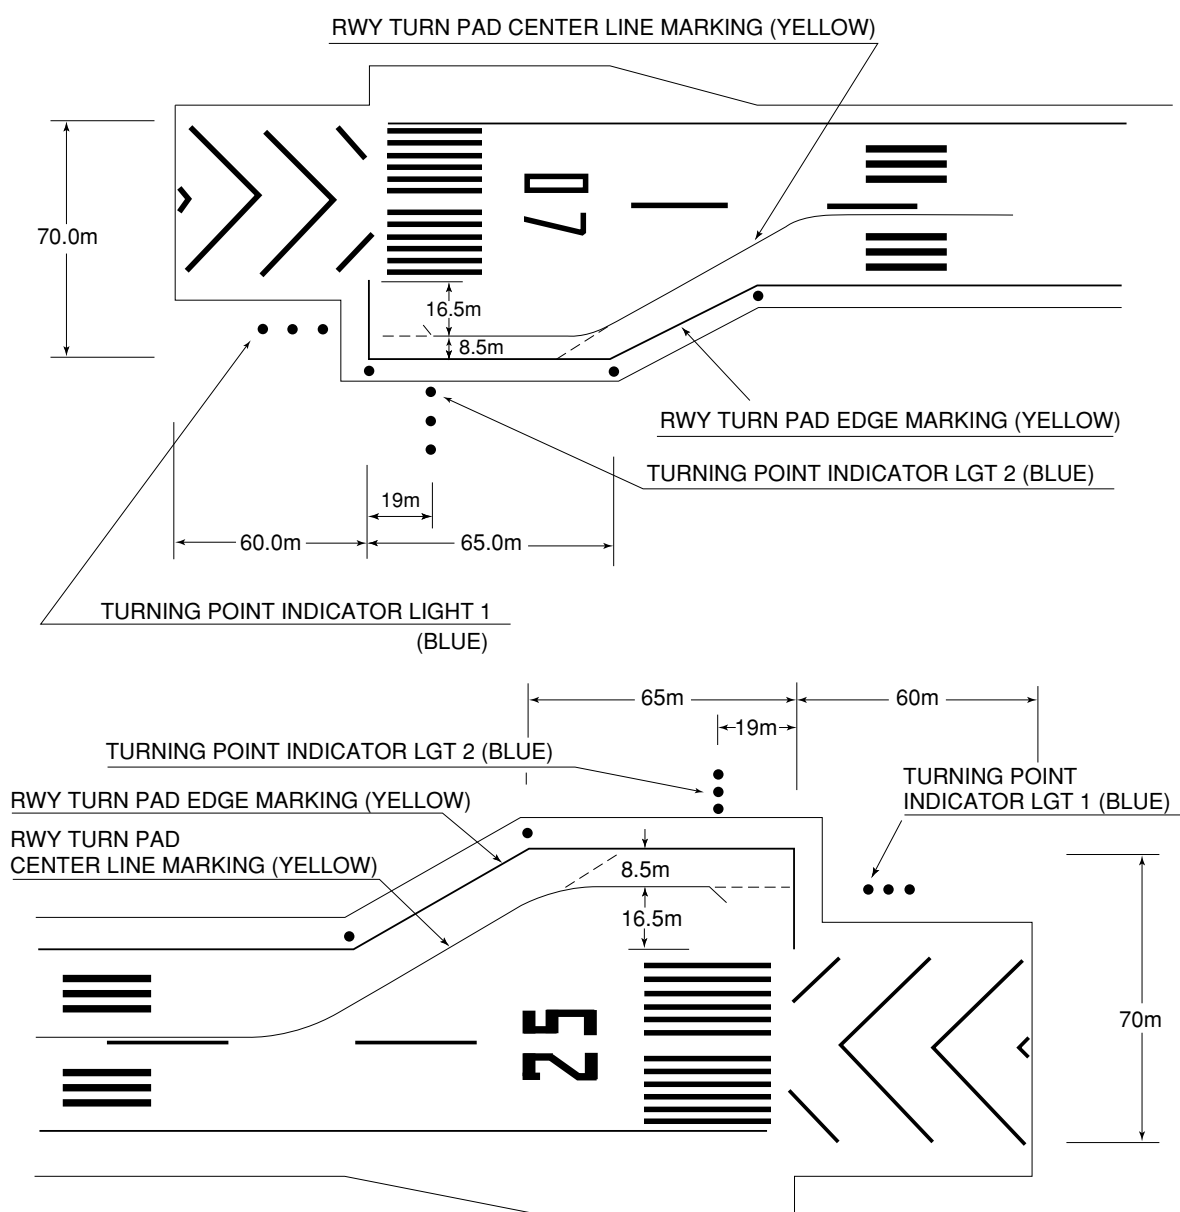 RWY TURN PAD CENTER LINE MARKING (YELLOW)
70.0m
07
16.5m
8.5m
RWY TURN PAD EDGE MARKING (YELLOW)
TURNING POINT INDICATOR LGT 2 (BLUE)
19m
60.0m
65.0m
TURNING POINT INDICATOR LIGHT 1
(BLUE)
65m
60m
19m
TURNING POINT INDICATOR LGT 2 (BLUE)
TURNING POINT
INDICATOR LGT 1 (BLUE)
RWY TURN PAD EDGE MARKING (YELLOW)
RWY TURN PAD
CENTER LINE MARKING (YELLOW)
8.5m
16.5m
70m
25